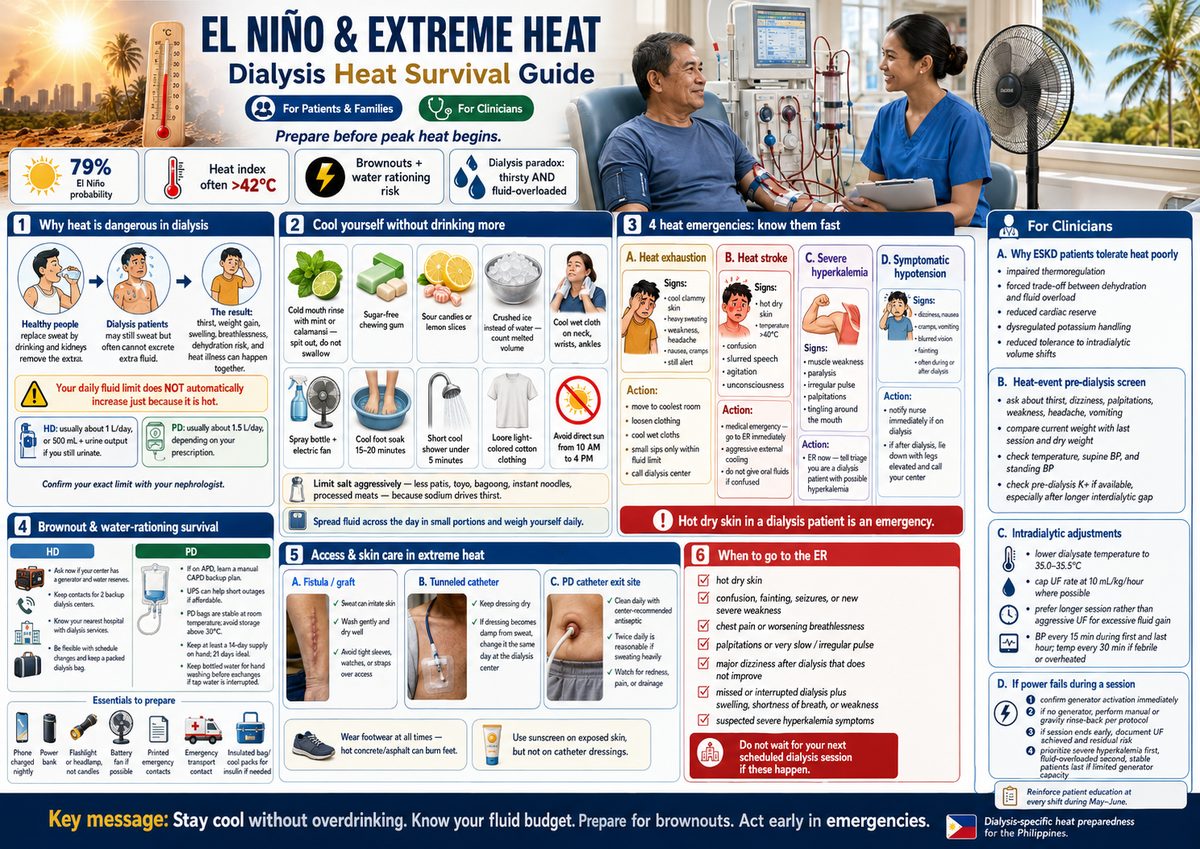 EL NIÑO & EXTREME HEAT
Dialysis Heat Survival Guide
For Patients & Families
For Clinicians
Prepare before peak heat begins.
79%
El Niño
probability
Heat index
often >42°C
Brownouts +
water rationing
risk
Dialysis paradox:
thirsty AND
fluid-overloaded
1 Why heat is dangerous in dialysis
Healthy people
replace sweat by
drinking and kidneys
remove the extra.
Dialysis patients
may still sweat but
often cannot excrete
extra fluid.
The result:
thirst, weight gain,
swelling, breathlessness,
dehydration risk, and
heat illness can happen
together.
Your daily fluid limit does NOT automatically
increase just because it is hot.
HD: usually about 1 L/day,
or 500 mL + urine output
if you still urinate.
PD: usually about 1.5 L/day,
depending on your
prescription.
Confirm your exact limit with your nephrologist.
2 Cool yourself without drinking more
Cold mouth rinse
with mint or
calamansi —
spit out, do not
swallow
Sugar-free
chewing gum
Sour candies or
lemon slices
Crushed ice
instead of water —
count melted
volume
Cool wet cloth
on neck,
wrists, ankles
Spray bottle +
electric fan
Cool foot soak
15–20 minutes
Short cool
shower under
5 minutes
Loore light-
colored cotton
clothing
Avoid direct sun
from 10 AM
to 4 PM
Limit salt aggressively — less patis, toyo, bagoong, instant noodles,
processed meats — because sodium drives thirst.
Spread fluid across the day in small portions and weigh yourself daily.
3 4 heat emergencies: know them fast
A. Heat exhaustion
Signs:
• cool clammy
skin
• heavy sweating
• weakness,
headache
• nausea, cramps
• still alert
Action:
• move to coolest room
• loosen clothing
• cool wet cloths
• small sips only within
fluid limit
• call dialysis center
B. Heat stroke
Signs:
• hot dry
skin
• temperature
>40°C
• confusion
• slurred speech
• agitation
• unconsciousness
Action:
• medical emergency —
go to ER immediately
• aggressive external
cooling
• do not give oral fluids
if confused
C. Severe
hyperkalemia
Signs:
• muscle weakness
• paralysis
• irregular pulse
• palpitations
• tingling around
the mouth
Action:
• ER now – tell triage
you are a dialysis
patient with possible
hyperkalemia
D. Symptomatic
hypotension
Signs:
• dizziness, nausea
• cramps, vomiting
• blurred vision
• fainting
• often during or
after dialysis
Action:
• notify nurse
immediately if on
dialysis
• if after dialysis, lie
down with legs
elevated and call
your center
Hot dry skin in a dialysis patient is an emergency.
4 Brownout & water-rationing survival
HD
• Ask now if your center has
a generator and water reserves.
• Keep contacts for 2 backup
dialysis centers.
• Know your nearest hospital
with dialysis services.
• Be flexible with schedule
changes and keep a packed
dialysis bag.
PD
• If on APD, learn a manual
CAPD backup plan.
• UPS can help short outages
if affordable.
• PD bags are stable at room
temperature; avoid storage
above 30°C.
• Keep at least a 14-day supply
on hand; 21 days ideal.
• Keep bottled water for hand
washing before exchanges
if tap water is interrupted.
Essentials to prepare
Phone
charged
nightly
Power
bank
Flashlight
or headlamp,
not candles
Battery
fan if
possible
Printed
emergency
contacts
Emergency
transport
contact
Insulated bag/
cool packs for
insulin if needed
5 Access & skin care in extreme heat
A. Fistula / graft
✓ Sweat can irritate skin
✓ Wash gently and
dry well
✓ Avoid tight sleeves,
watches, or straps
over access
B. Tunneled catheter
✓ Keep dressing dry
✓ If dressing becomes
damp from sweat,
change it the same
day at the dialysis
center
C. PD catheter exit site
✓ Clean daily with
center-recommended
antiseptic
✓ Twice daily is
reasonable if
sweating heavily
✓ Watch for redness,
pain, or drainage
Wear footwear at all times —
hot concrete/asphalt can burn feet.
Use sunscreen on exposed skin,
but not on catheter dressings.
6 When to go to the ER
hot dry skin
confusion, fainting, seizures, or new
severe weakness
chest pain or worsening breathlessness
palpitations or very slow / irregular pulse
major dizziness after dialysis that does
not improve
missed or interrupted dialysis plus
swelling, shortness of breath, or weakness
suspected severe hyperkalemia symptoms
Do not wait for your next
scheduled dialysis session
if these happen.
For Clinicians
A. Why ESKD patients tolerate heat poorly
• impaired thermoregulation
• forced trade-off between dehydration
and fluid overload
• reduced cardiac reserve
• dysregulated potassium handling
• reduced tolerance to intradialytic
volume shifts
B. Heat-event pre-dialysis screen
• ask about thirst, dizziness, palpitations,
weakness, headache, vomiting
• compare current weight with last
session and dry weight
• check temperature, supine BP, and
standing BP
• check pre-dialysis K+ if available,
especially after longer interdialytic gap
C. Intradialytic adjustments
• lower dialysate temperature to
35.0–35.5°C
• cap UF rate at 10 mL/kg/hour
where possible
• prefer longer session rather than
aggressive UF for excessive fluid gain
• BP every 15 min during first and last
hour; temp every 30 min if febrile
or overheated
D. If power fails during a session
1 confirm generator activation immediately
2 if no generator, perform manual or
gravity rinse-back per protocol
3 if session ends early, document UF
achieved and residual risk
4 prioritize severe hyperkalemia first,
fluid-overloaded second, stable
patients last if limited generator
capacity
Reinforce patient education at
every shift during May–June.
Key message: Stay cool without overdrinking. Know your fluid budget. Prepare for brownouts. Act early in emergencies.
Dialysis-specific heat preparedness
for the Philippines.